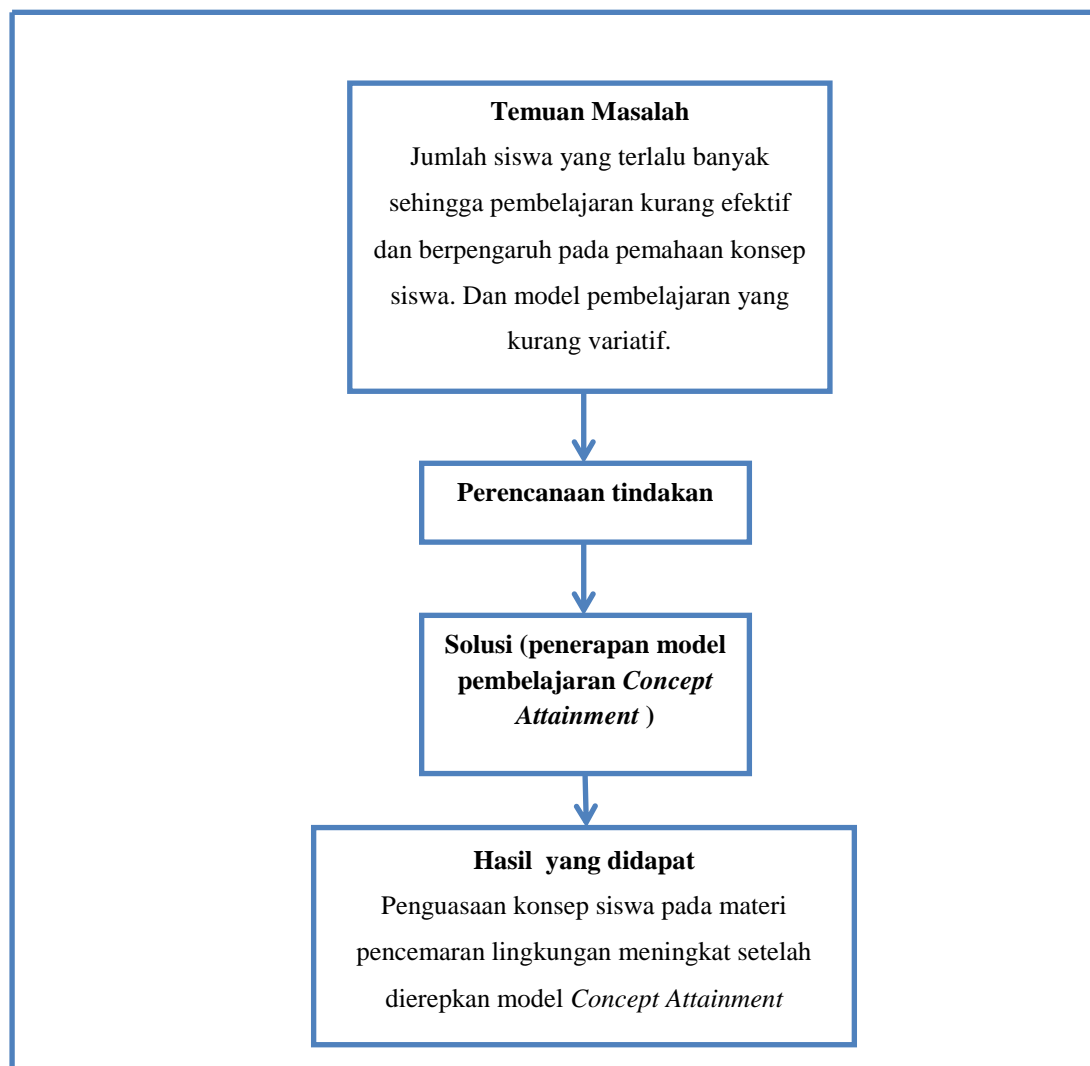 Temuan Masalah
Jumlah siswa yang terlalu banyak
sehingga pembelajaran kurang efektif
dan berpengaruh pada pemahaan konsep
siswa. Dan model pembelajaran yang
kurang variatif.
Perencanaan tindakan
Solusi (penerapan model
pembelajaran Concept
Attainment )
Hasil yang didapat
Penguasaan konsep siswa pada materi
pencemaran lingkungan meningkat setelah
dierepkan model Concept Attainment